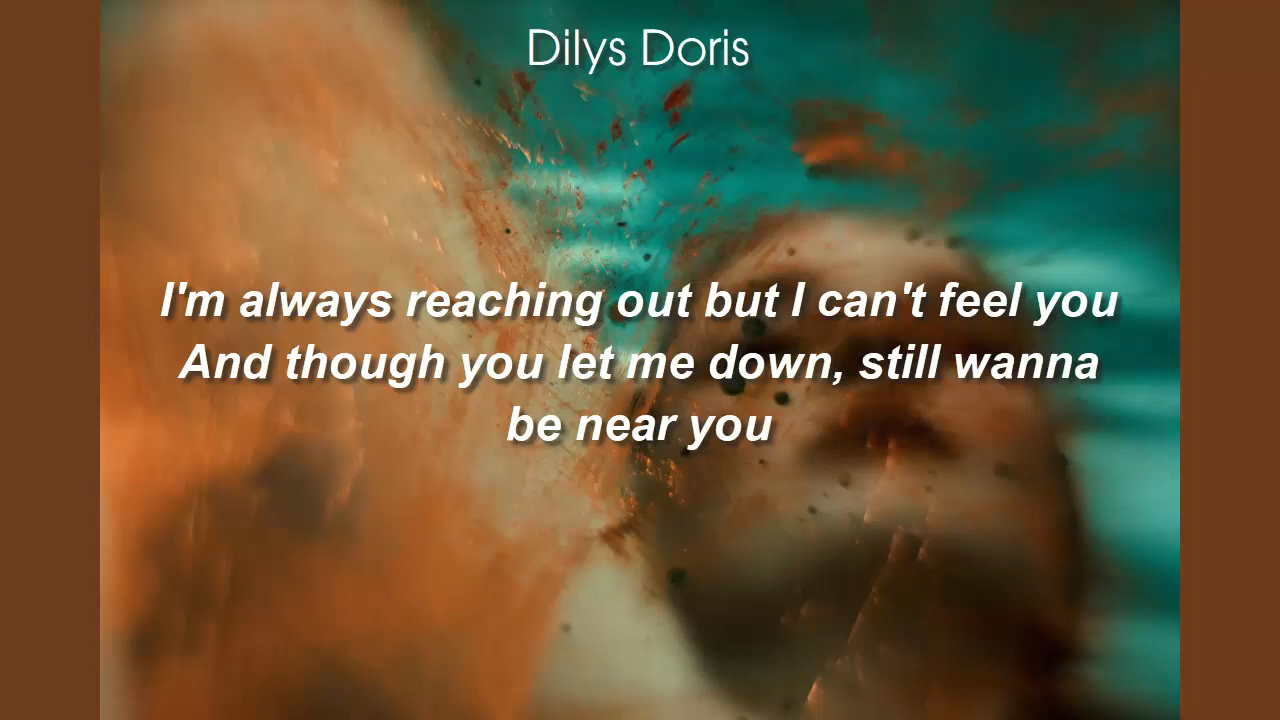 Dilys Doris
I'm always reaching out but I can't feel you
And though you let me down, still wanna
be near you